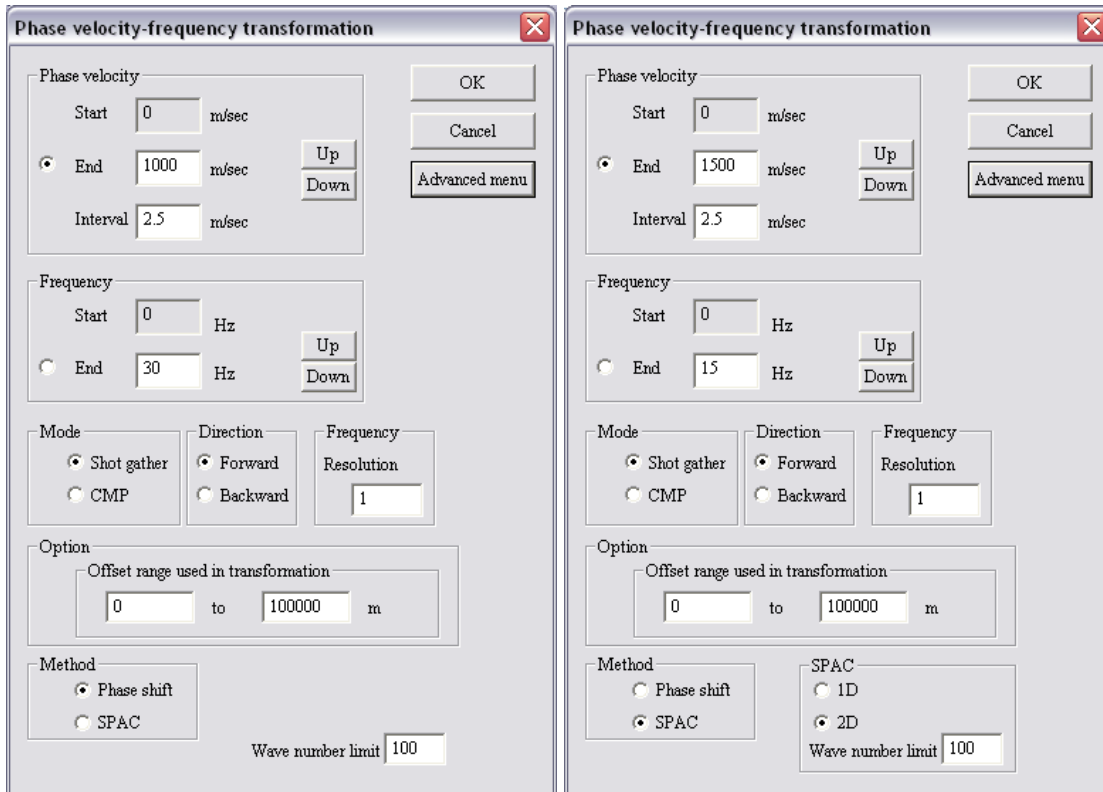 Phase velocity-frequency transformation
Phase velocity
Start 0 m/sec
End 1000 m/sec
Interval 2.5 m/sec
Up
Down
OK
Cancel
Advanced menu
Frequency
Start 0 Hz
End 30 Hz
Up
Down
Mode
Shot gather
CMP
Direction
Forward
Backward
Frequency
Resolution
1
Option
Offset range used in transformation
0 to 100000 m
Method
Phase shift
SPAC
Wave number limit 100
Phase velocity-frequency transformation
Phase velocity
Start 0 m/sec
End 1500 m/sec
Interval 2.5 m/sec
Up
Down
OK
Cancel
Advanced menu
Frequency
Start 0 Hz
End 15 Hz
Up
Down
Mode
Shot gather
CMP
Direction
Forward
Backward
Frequency
Resolution
1
Option
Offset range used in transformation
0 to 100000 m
Method
Phase shift
SPAC
SPAC
1D
2D
Wave number limit 100